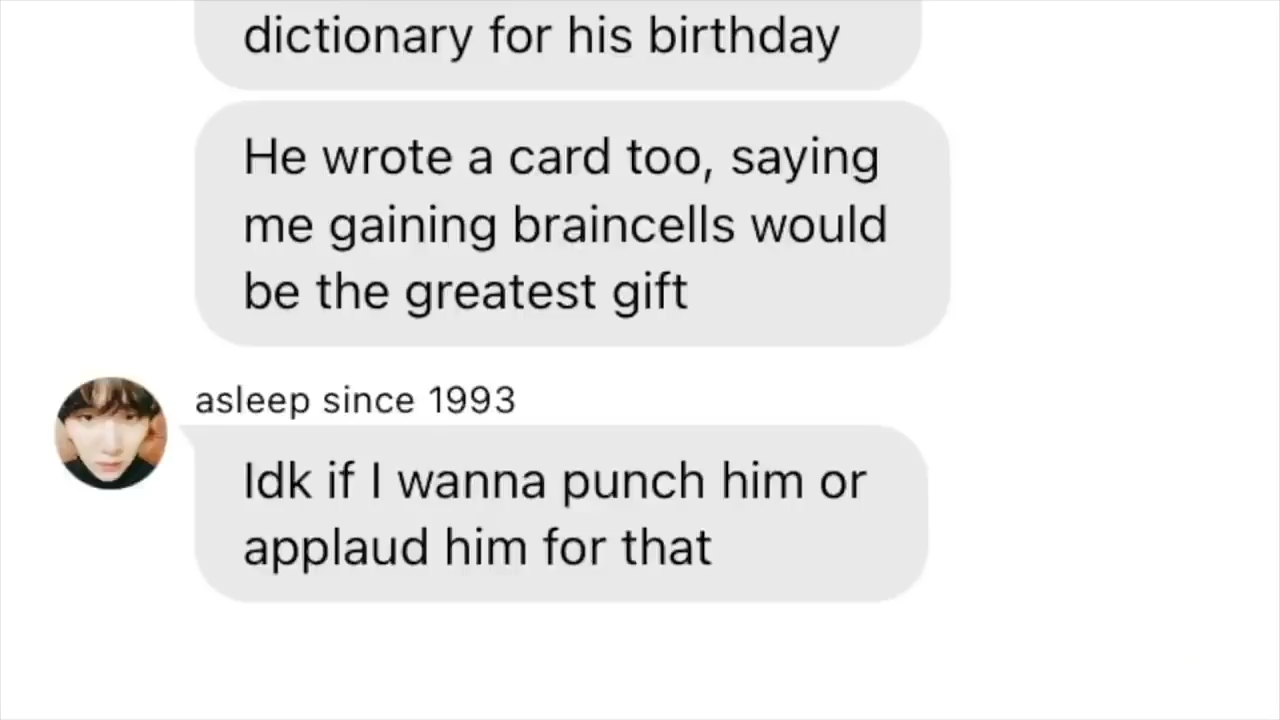 dictionary for his birthday
He wrote a card too, saying
me gaining braincells would
be the greatest gift
asleep since 1993
Idk if I wanna punch him or
applaud him for that